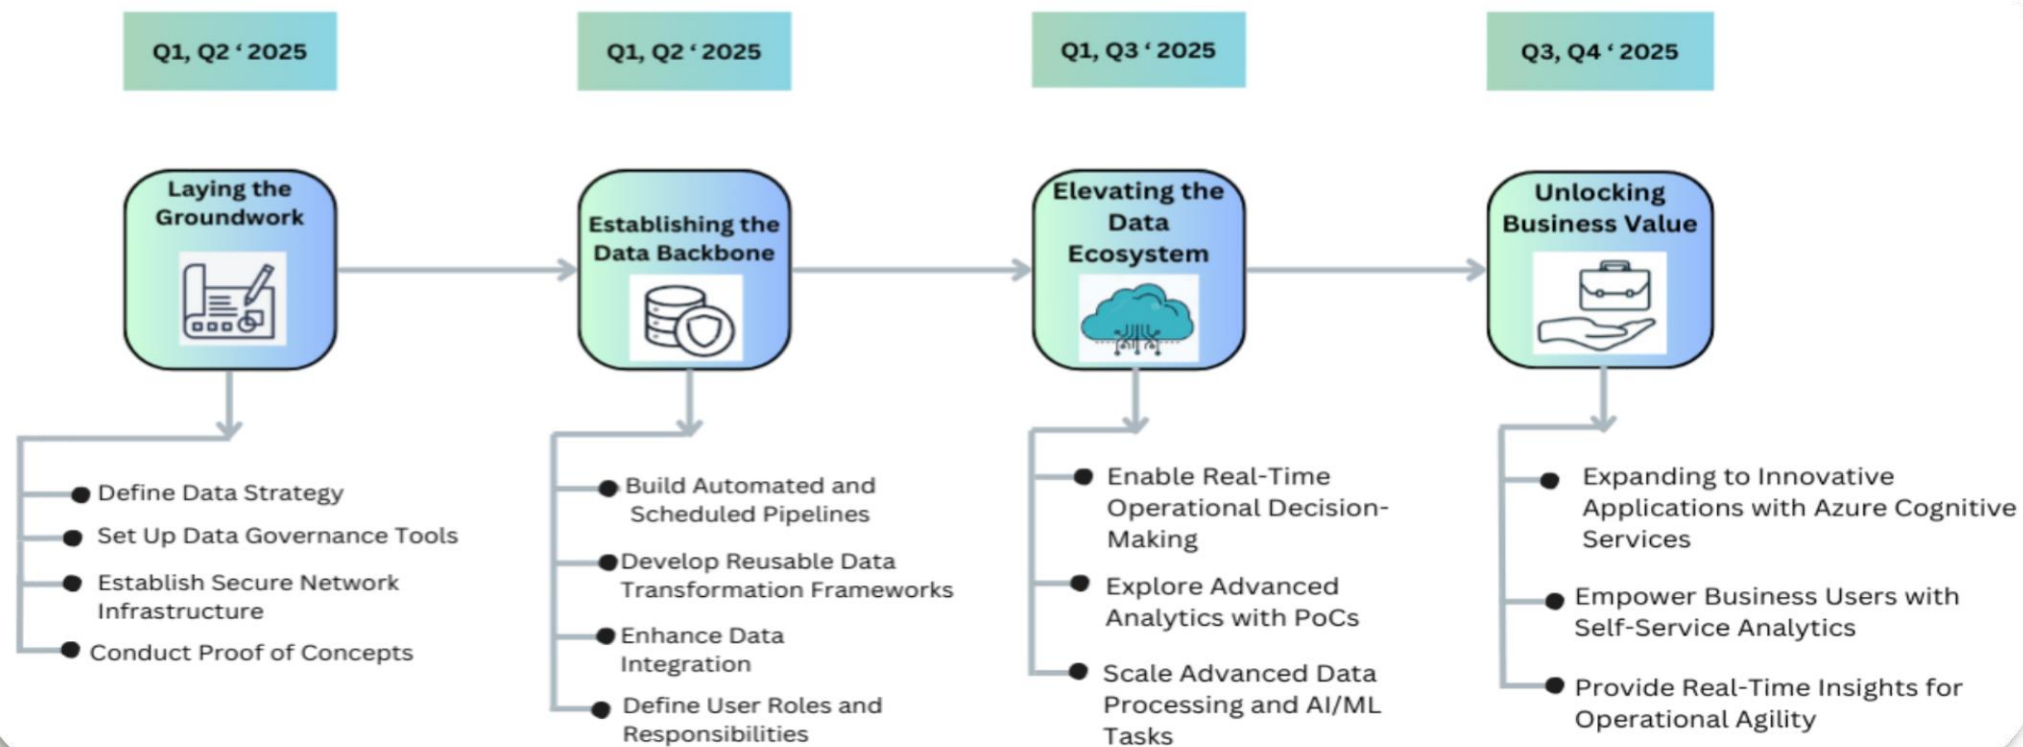 Q1, Q2 ‘ 2025
Q1, Q2 ‘ 2025
Q1, Q3 ‘ 2025
Q3, Q4 ‘ 2025
Laying the
Groundwork
Establishing the
Data Backbone
Elevating the
Data
Ecosystem
Unlocking
Business Value
Define Data Strategy
Set Up Data Governance Tools
Establish Secure Network
Infrastructure
Conduct Proof of Concepts
Build Automated and
Scheduled Pipelines
Develop Reusable Data
Transformation Frameworks
Enhance Data
Integration
Define User Roles and
Responsibilities
Enable Real-Time
Operational Decision-
Making
Explore Advanced
Analytics with PoCs
Scale Advanced Data
Processing and AI/ML
Tasks
Expanding to Innovative
Applications with Azure Cognitive
Services
Empower Business Users with
Self-Service Analytics
Provide Real-Time Insights for
Operational Agility